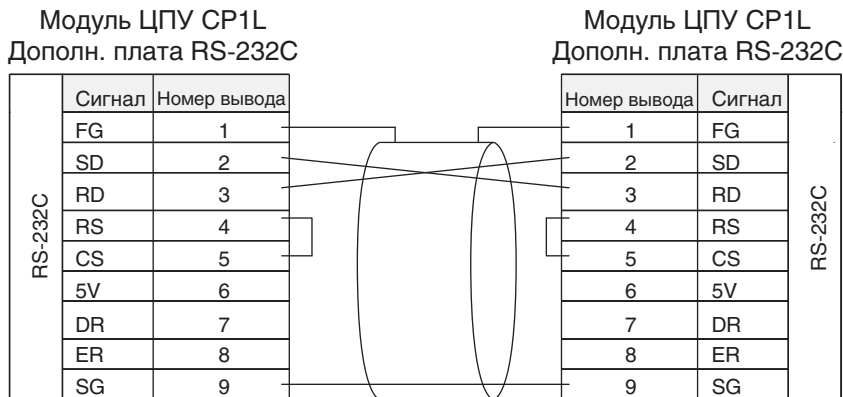 Модуль ЦПУ CP1L Модуль ЦПУ CP1L
Дополн. плата RS-232C Дополн. плата RS-232C
Сигнал Номер вывода Номер вывода Сигнал
FG 1 1 FG
SD 2 2 SD
RD 3 3 RD
RS 4 4 RS
CS 5 5 CS
5V 6 6 5V
DR 7 7 DR
ER 8 8 ER
SG 9 9 SG
RS-232C
RS-232C